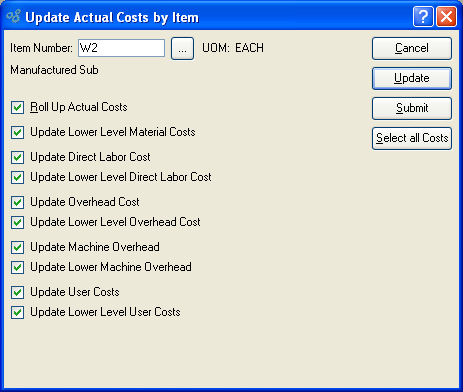 Update Actual Costs by Item
Item Number: W2 ... UOM: EACH
Manufactured Sub
Cancel
Update
Submit
Select all Costs
Roll Up Actual Costs
Update Lower Level Material Costs
Update Direct Labor Cost
Update Lower Level Direct Labor Cost
Update Overhead Cost
Update Lower Level Overhead Cost
Update Machine Overhead
Update Lower Machine Overhead
Update User Costs
Update Lower Level User Costs